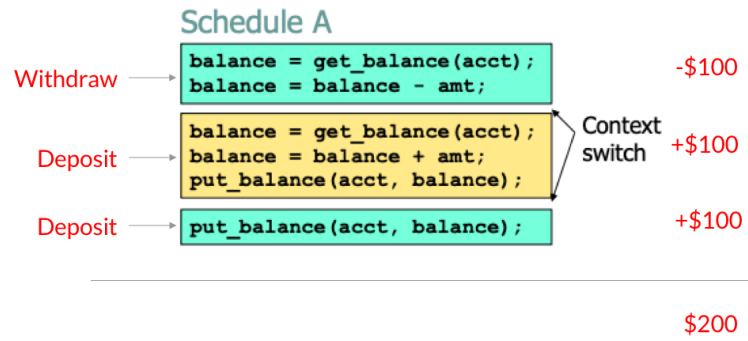 Schedule A
balance = get_balance(acct);
Withdraw
balance = balance - amt;
-$100
balance = get_balance(acct);
Deposit
balance = balance + amt;
put_balance(acct, balance);
Context
switch
+$100
Deposit
put_balance(acct, balance);
+$100
$200